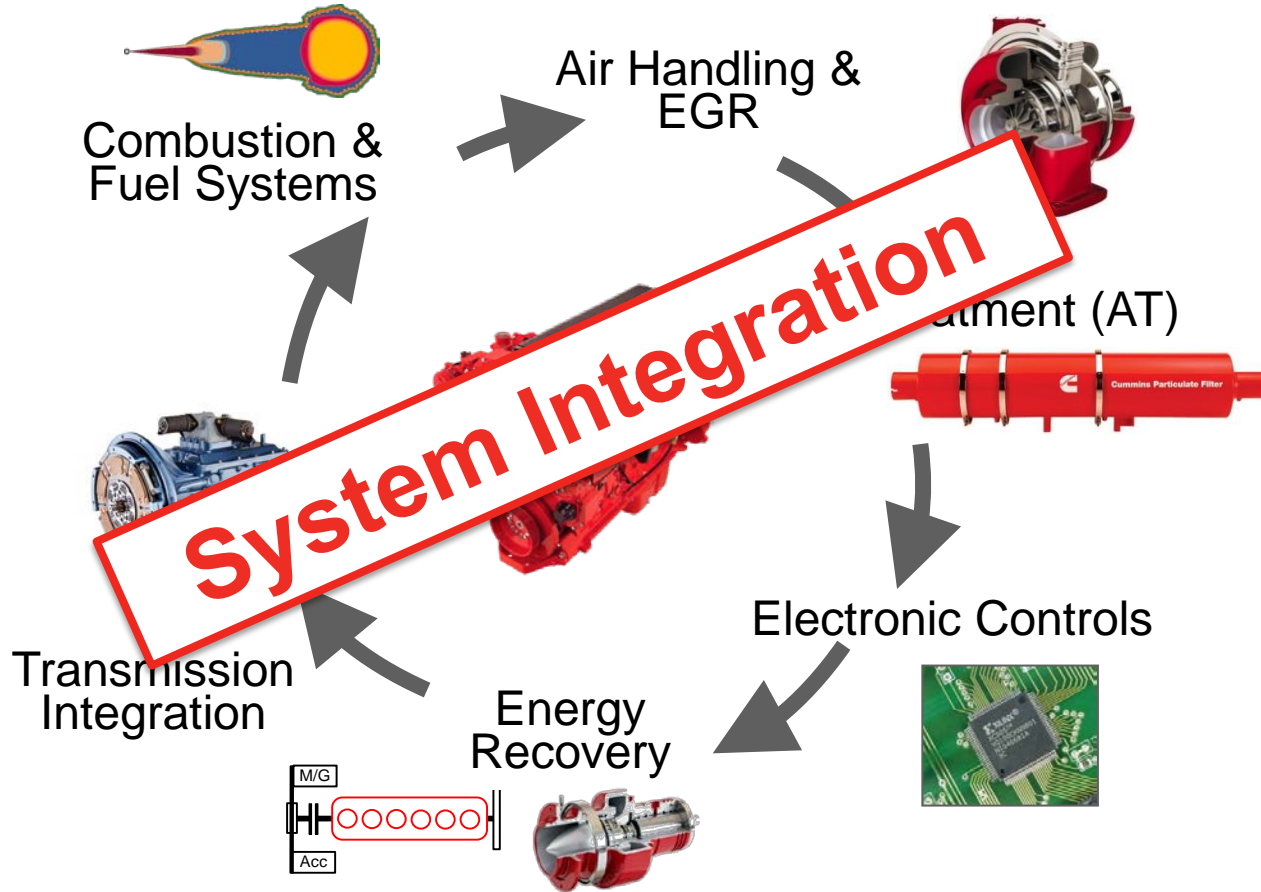 Air Handling &
EGR
Combustion &
Fuel Systems
System Integration
atment (AT)
Cummins Particulate Filter
Electronic Controls
Transmission
Integration
Energy
Recovery
M/G
Acc
XILINX